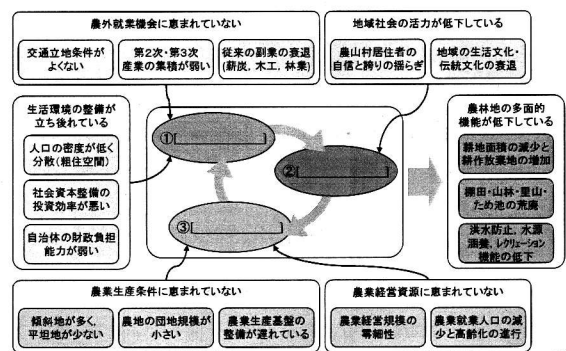 農外就業機会に恵まれていない
交通立地条件が
よくない
第2次・第3次
産業の集積が弱い
従来の副業の衰退
(薪炭、木工、林業)
地域社会の活力が低下している
農山村居住者の
自信と誇りの揺らぎ
地域の生活文化・
伝統文化の衰退
生活環境の整備が
立ち後れている
人口の密度が低く
分散(粗住空間)
社会資本整備の
投資効率が悪い
自治体の財政負担
能力が弱い
①[ ]
②[ ]
③[ ]
農林地の多面的
機能が低下している
耕地面積の減少と
耕作放棄地の増加
棚田・山林・里山・
ため池の荒廃
洪水防止、水源
涵養、レクリエーション
機能の低下
農業生産条件に恵まれていない
傾斜地が多く、
平坦地が少ない
農地の団地規模が
小さい
農業生産基盤の
整備が遅れている
農業経営資源に恵まれていない
農業経営規模の
零細性
農業就業人口の減
少と高齢化の進行